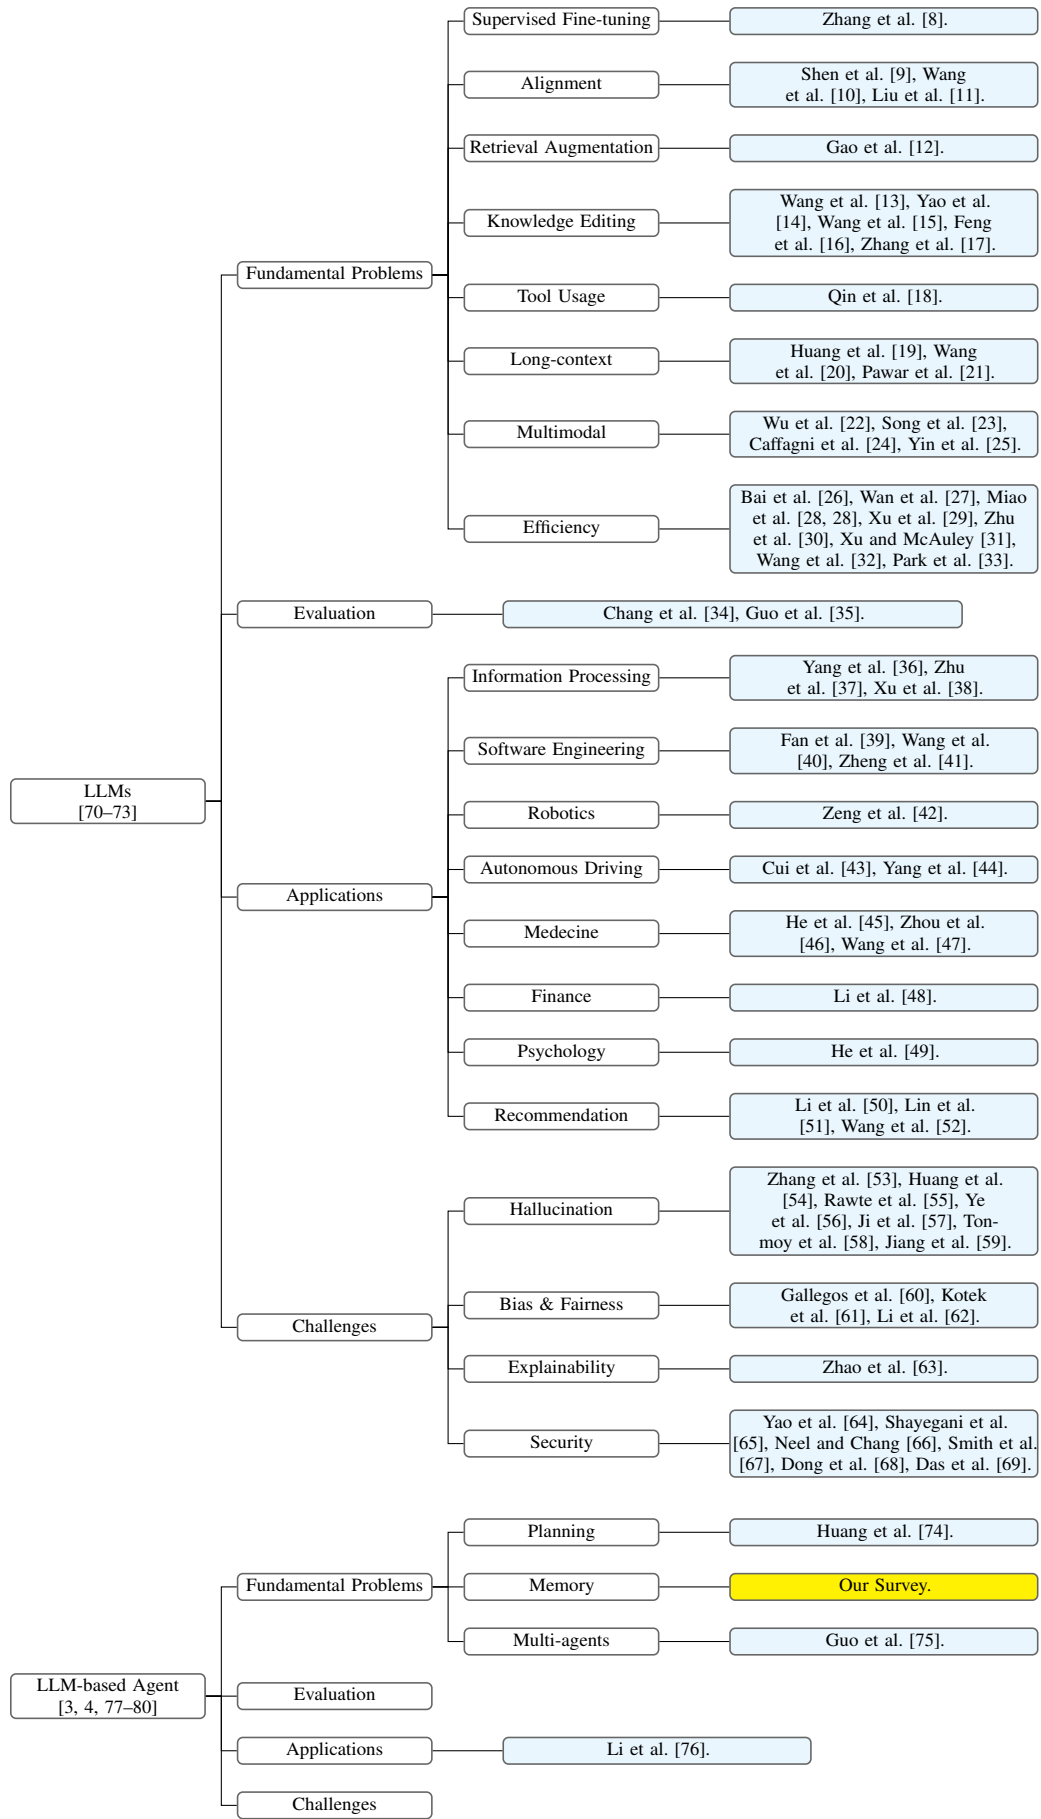 Supervised Fine-tuning
Zhang et al. [8].
Alignment
Shen et al. [9], Wang
et al. [10], Liu et al. [11].
Retrieval Augmentation
Gao et al. [12].
Knowledge Editing
Wang et al. [13], Yao et al.
[14], Wang et al. [15], Feng
et al. [16], Zhang et al. [17].
Fundamental Problems
Tool Usage
Qin et al. [18].
Long-context
Huang et al. [19], Wang
et al. [20], Pawar et al. [21].
Multimodal
Wu et al. [22], Song et al. [23],
Caffagni et al. [24], Yin et al. [25].
Efficiency
Bai et al. [26], Wan et al. [27], Miao
et al. [28, 28], Xu et al. [29], Zhu
et al. [30], Xu and McAuley [31],
Wang et al. [32], Park et al. [33].
Evaluation
Chang et al. [34], Guo et al. [35].
Information Processing
Yang et al. [36], Zhu
et al. [37], Xu et al. [38].
Software Engineering
Fan et al. [39], Wang et al.
[40], Zheng et al. [41].
LLMs
[70–73]
Robotics
Zeng et al. [42].
Autonomous Driving
Cui et al. [43], Yang et al. [44].
Applications
Medecine
He et al. [45], Zhou et al.
[46], Wang et al. [47].
Finance
Li et al. [48].
Psychology
He et al. [49].
Recommendation
Li et al. [50], Lin et al.
[51], Wang et al. [52].
Hallucination
Zhang et al. [53], Huang et al.
[54], Rawte et al. [55], Ye
et al. [56], Ji et al. [57], Ton-
moy et al. [58], Jiang et al. [59].
Bias & Fairness
Gallegos et al. [60], Kotek
et al. [61], Li et al. [62].
Challenges
Explainability
Zhao et al. [63].
Security
Yao et al. [64], Shayegani et al.
[65], Neel and Chang [66], Smith et al.
[67], Dong et al. [68], Das et al. [69].
Planning
Huang et al. [74].
Fundamental Problems
Memory
Our Survey.
Multi-agents
Guo et al. [75].
LLM-based Agent
[3, 4, 77–80]
Evaluation
Applications
Li et al. [76].
Challenges